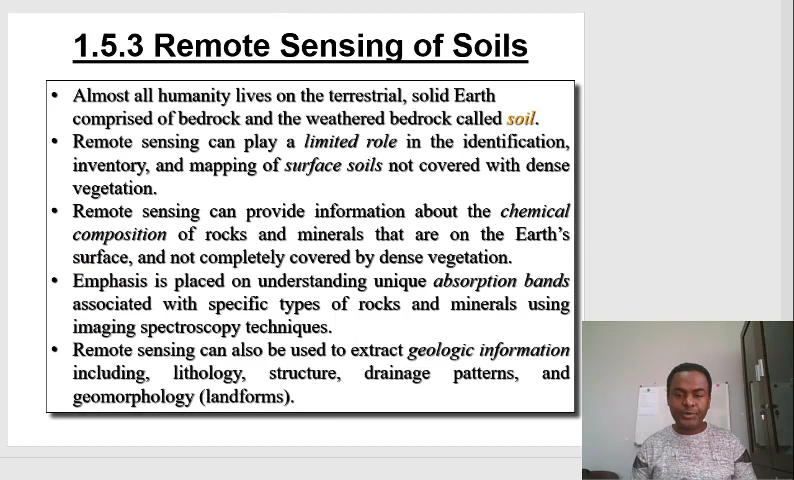 1.5.3 Remote Sensing of Soils
• Almost all humanity lives on the terrestrial, solid Earth
comprised of bedrock and the weathered bedrock called soil.
• Remote sensing can play a limited role in the identification,
inventory, and mapping of surface soils not covered with dense
vegetation.
• Remote sensing can provide information about the chemical
composition of rocks and minerals that are on the Earth's
surface, and not completely covered by dense vegetation.
• Emphasis is placed on understanding unique absorption bands
associated with specific types of rocks and minerals using
imaging spectroscopy techniques.
• Remote sensing can also be used to extract geologic information
including, lithology, structure, drainage patterns, and
geomorphology (landforms).